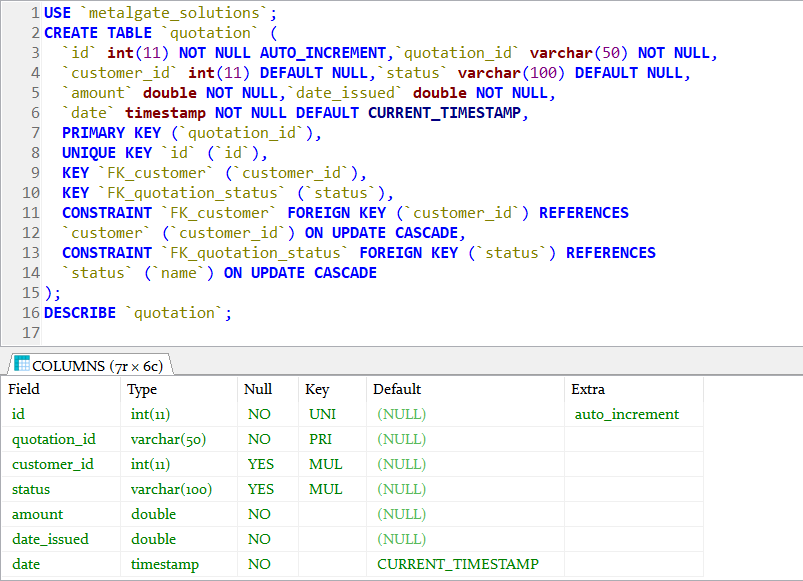 1 USE `metalgate_solutions`;
2 CREATE TABLE `quotation` (
3 `id` int(11) NOT NULL AUTO_INCREMENT,`quotation_id` varchar(50) NOT NULL,
4 `customer_id` int(11) DEFAULT NULL,`status` varchar(100) DEFAULT NULL,
5 `amount` double NOT NULL,`date_issued` double NOT NULL,
6 `date` timestamp NOT NULL DEFAULT CURRENT_TIMESTAMP,
7 PRIMARY KEY (`quotation_id`),
8 UNIQUE KEY `id` (`id`),
9 KEY `FK_customer` (`customer_id`),
10 KEY `FK_quotation_status` (`status`),
11 CONSTRAINT `FK_customer` FOREIGN KEY (`customer_id`) REFERENCES
12 `customer` (`customer_id`) ON UPDATE CASCADE,
13 CONSTRAINT `FK_quotation_status` FOREIGN KEY (`status`) REFERENCES
14 `status` (`name`) ON UPDATE CASCADE
15 );
16 DESCRIBE `quotation`;
17
COLUMNS (7r × 6c)
Field Type Null Key Default Extra
id int(11) NO UNI (NULL) auto_increment
quotation_id varchar(50) NO PRI (NULL)
customer_id int(11) YES MUL (NULL)
status varchar(100) YES MUL (NULL)
amount double NO (NULL)
date_issued double NO (NULL)
date timestamp NO CURRENT_TIMESTAMP